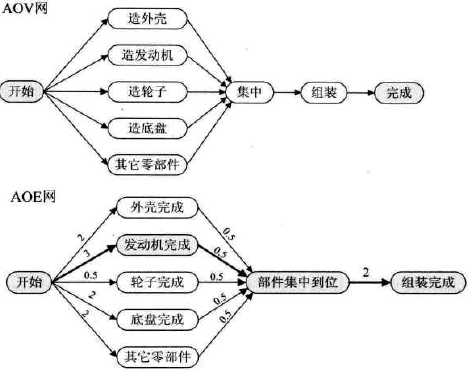 AOV网
造外壳
造发动机
开始
造轮子
集中
组装
完成
造底盘
其它零部件
AOE网
外壳完成
2
0.5
发动机完成
3
0.5
开始
0.5
轮子完成
0.5
部件集中到位
2
组装完成
2
底盘完成
0.5
2
其它零部件
0.5